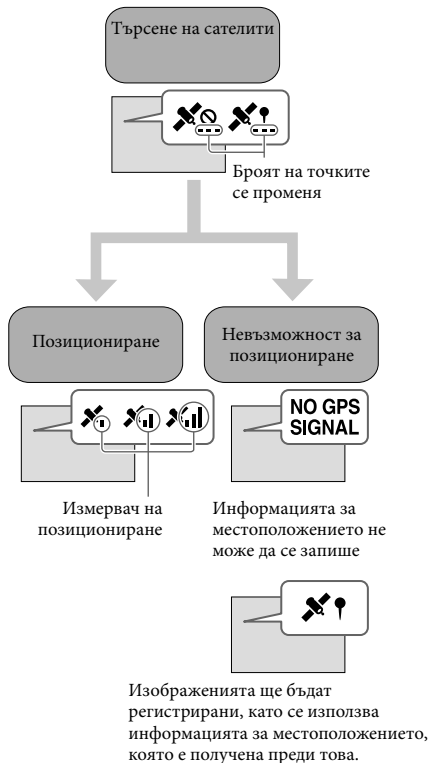 Търсене на сателити
Броят на точките
се променя
Позициониране
Невъзможност за
позициониране
NO GPS
SIGNAL
Измервач на
позициониране
Информацията за
местоположението не
може да се запише
Изображенията ще бъдат
регистрирани, като се използва
информацията за местоположението,
която е получена преди това.